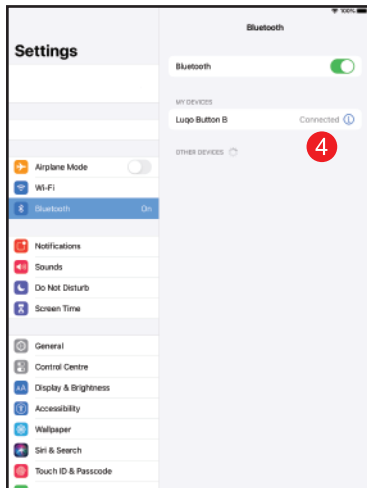 100%
Settings
Airplane Mode
Wi-Fi
Bluetooth On
Notifications
Sounds
Do Not Disturb
Screen Time
General
Control Centre
Display & Brightness
AA
Accessibility
Wallpaper
Siri & Search
Touch ID & Passcode
Bluetooth
Bluetooth
MY DEVICES
Luqo Button B Connected
OTHER DEVICES
4